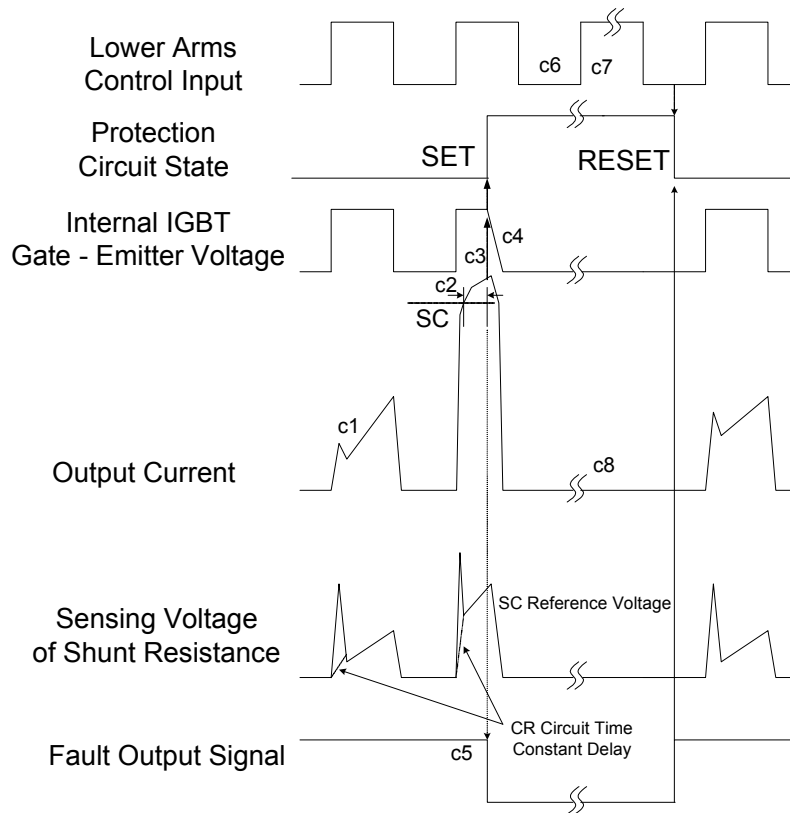 Lower Arms
Control Input
c6
c7
Protection
Circuit State
SET
RESET
Internal IGBT
Gate - Emitter Voltage
c4
c3
c2
SC
c1
Output Current
c8
Sensing Voltage
of Shunt Resistance
SC Reference Voltage
CR Circuit Time
Constant Delay
Fault Output Signal
c5